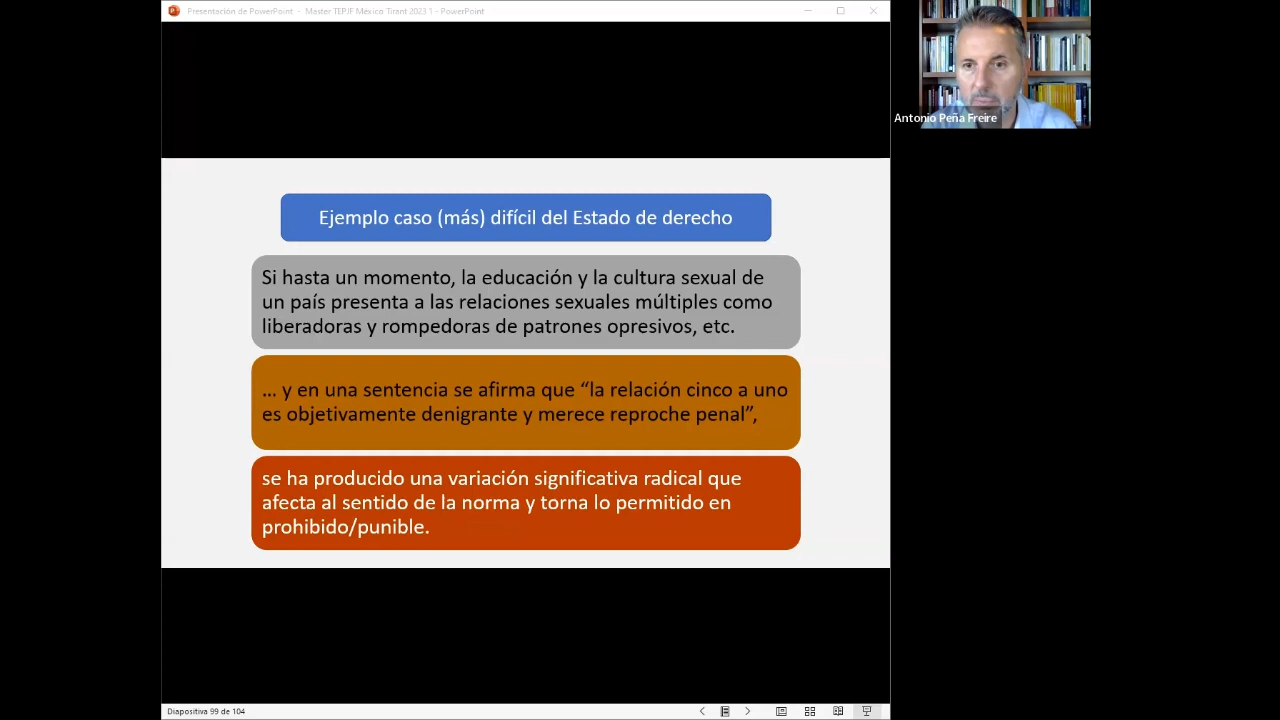 Presentación de PowerPoint - Master TEPJF México Tirant 2023 1 - PowerPoint
Antonio Peña Freire
Ejemplo caso (más) difícil del Estado de derecho
Si hasta un momento, la educación y la cultura sexual de
un país presenta a las relaciones sexuales múltiples como
liberadoras y rompedoras de patrones opresivos, etc.
... y en una sentencia se afirma que “la relación cinco a uno
es objetivamente denigrante y merece reproche penal”,
se ha producido una variación significativa radical que
afecta al sentido de la norma y torna lo permitido en
prohibido/punible.
Diapositiva 99 de 104